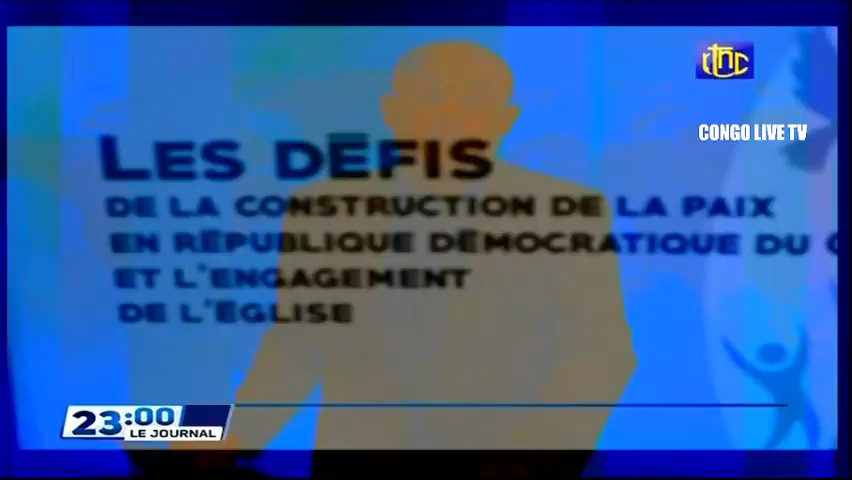 rtnc
CONGO LIVE TV
LES DÉFIS
DE LA CONSTRUCTION DE LA PAIX
EN RÉPUBLIQUE DÉMOCRATIQUE DU
ET L'ENGAGEMENT
DE L'ÉGLISE
23:00
LE JOURNAL